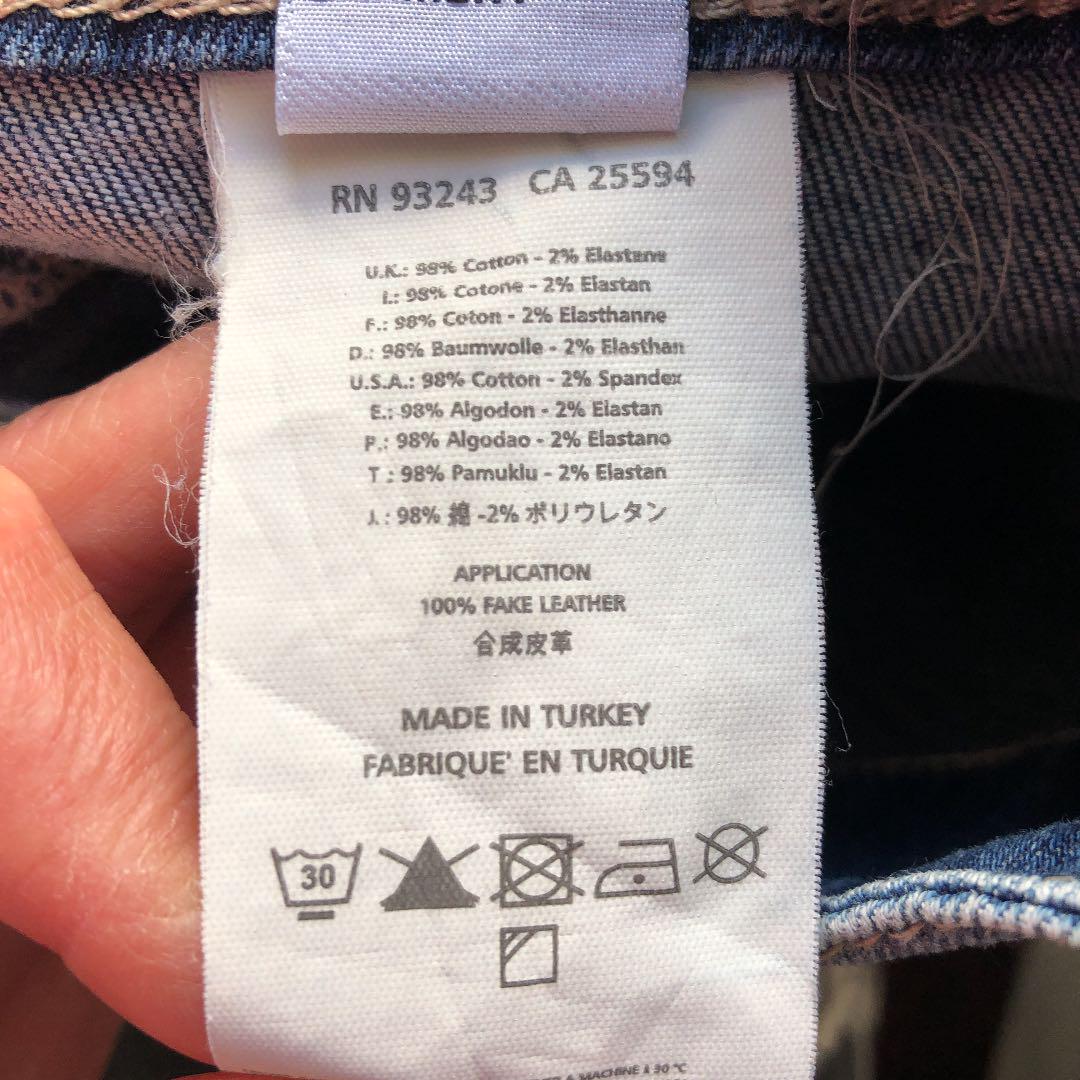 RN 93243 CA 25594
U.K.: 98% Cotton - 2% Elastane
I.: 98% Cotone - 2% Elastan
F.: 98% Coton - 2% Elasthanne
D.: 98% Baumwolle - 2% Elasthan
U.S.A.: 98% Cotton - 2% Spandex
E.: 98% Algodon - 2% Elastan
P.: 98% Algodao - 2% Elastano
T : 98% Pamuklu - 2% Elastan
J. : 98% 綿 -2% ポリウレタン
APPLICATION
100% FAKE LEATHER
合成皮革
MADE IN TURKEY
FABRIQUE' EN TURQUIE
30
A MACHINE À 30 °C